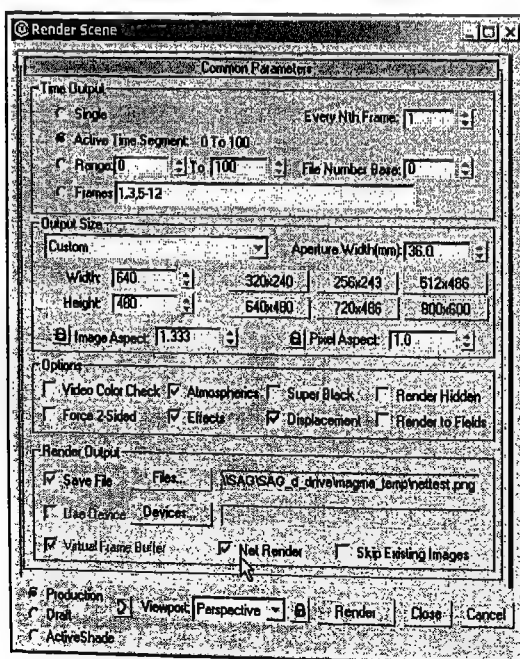 Render Scene
Common Parameters
Time Output
Single
Every Nth Frame: 1
Active Time Segment: 0 To 100
Range: 0 To 100 File Number Base: 0
Frames 1,3,5-12
Output Size
Custom Aperture Width(mm): 36.0
Width: 640 320x240 256x243 512x486
Height: 480 640x480 720x486 800x600
Image Aspect: 1.333 Pixel Aspect: 1.0
Options
Video Color Check Atmospherics Super Black Render Hidden
Force 2-Sided Effects Displacement Render to Fields
Render Output
Save File Files... \\SAG\SAG_d_drive\magma_temp\nettest.png
Use Device Devices...
Virtual Frame Buffer Net Render Skip Existing Images
Production
Draft Viewport: Perspective Render Close Cancel
ActiveShade